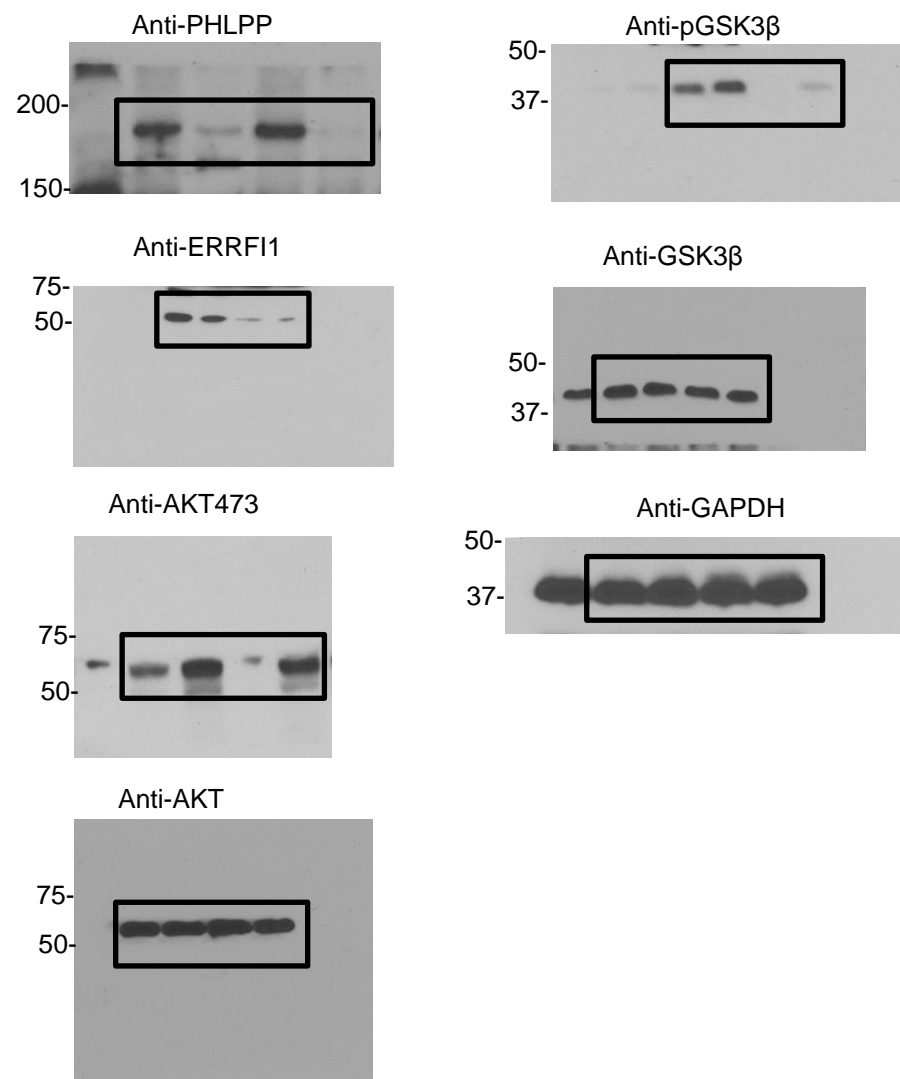 Anti-PHLPP
200-
150-
Anti-ERRFI1
75-
50-
Anti-AKT473
75-
50-
Anti-AKT
75-
50-
Anti-pGSK3β
50-
37-
Anti-GSK3β
50-
37-
Anti-GAPDH
50-
37-